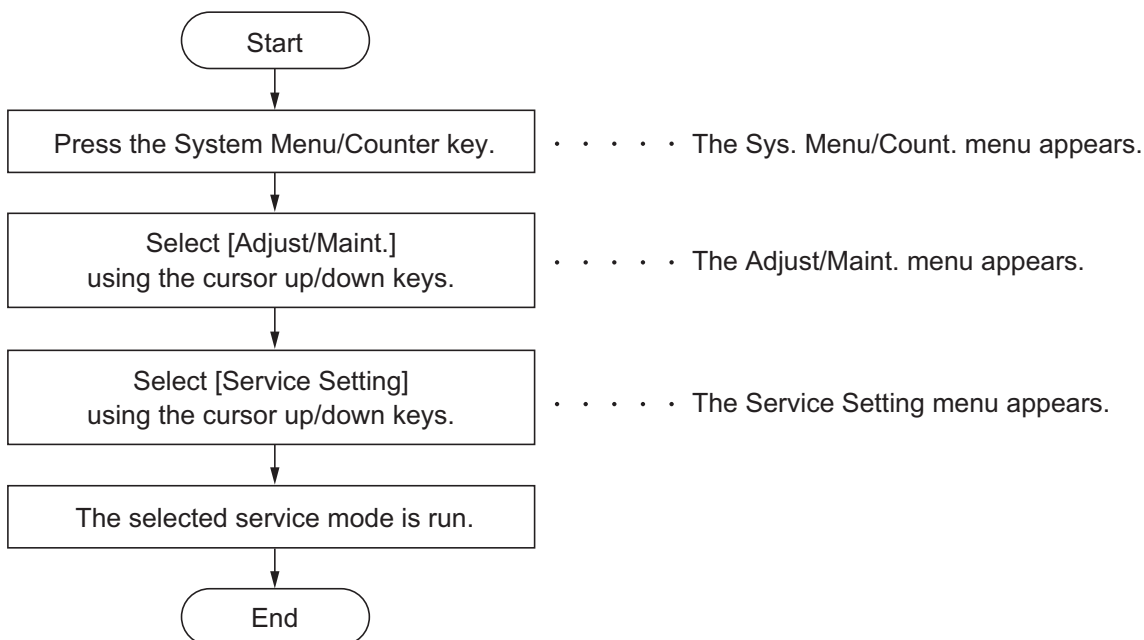 Start
Press the System Menu/Counter key.
· · · · · The Sys. Menu/Count. menu appears.
Select [Adjust/Maint.]
using the cursor up/down keys.
· · · · · The Adjust/Maint. menu appears.
Select [Service Setting]
using the cursor up/down keys.
· · · · · The Service Setting menu appears.
The selected service mode is run.
End